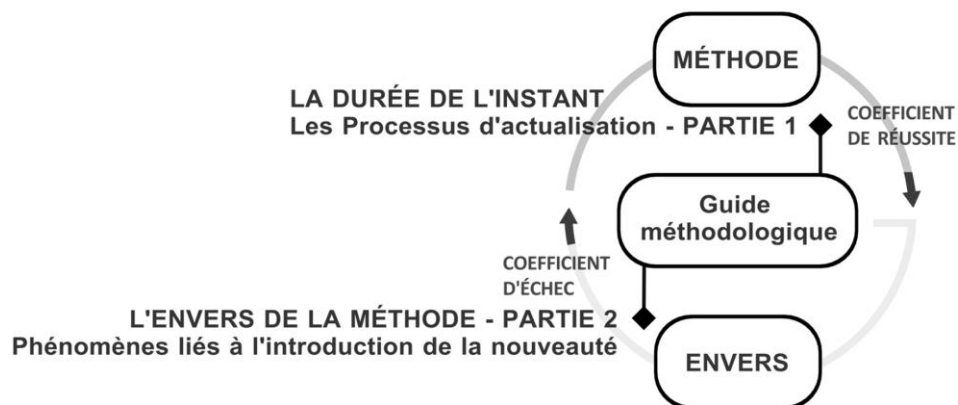 MÉTHODE
LA DURÉE DE L'INSTANT
Les Processus d'actualisation - PARTIE 1
COEFFICIENT
DE RÉUSSITE
Guide
méthodologique
COEFFICIENT
D'ÉCHEC
L'ENVERS DE LA MÉTHODE - PARTIE 2
Phénomènes liés à l'introduction de la nouveauté
ENVERS